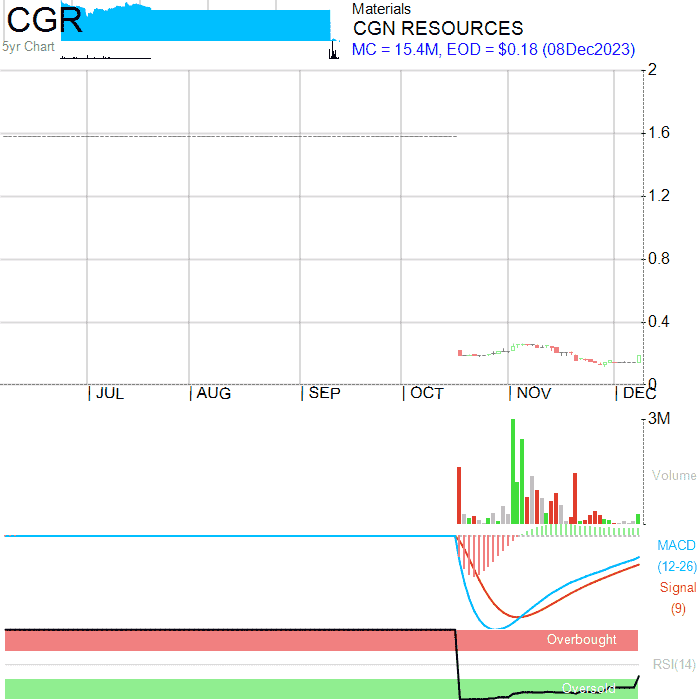 CGR
5yr Chart
Materials
CGN RESOURCES
MC = 15.4M, EOD = $0.18 (08Dec2023)
2
1.6
1.2
0.8
0.4
0
JUL AUG SEP OCT NOV DEC
3M
Volume
MACD
(12-26)
Signal
(9)
Overbought
RSI(14)
Oversold